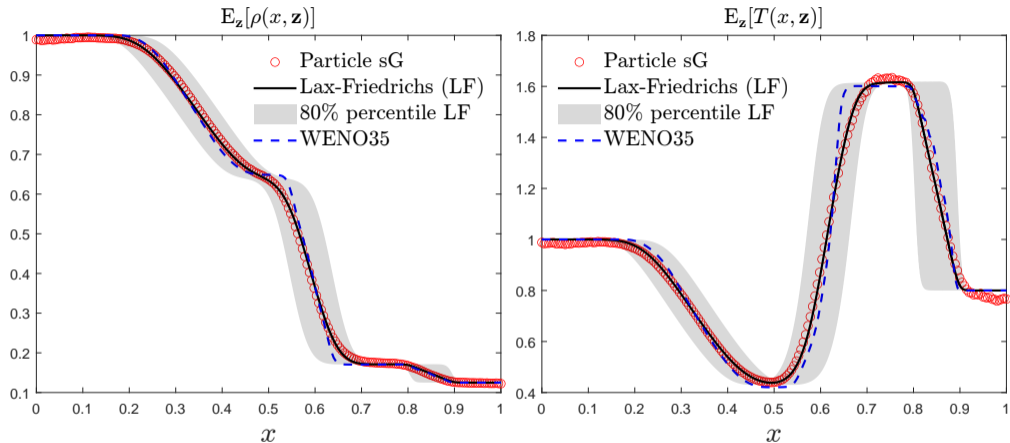 E_z[ρ(x, z)]
1
0.9
0.8
0.7
0.6
0.5
0.4
0.3
0.2
0.1
0 0.1 0.2 0.3 0.4 0.5 0.6 0.7 0.8 0.9 1
x
Particle sG
Lax-Friedrichs (LF)
80% percentile LF
WENO35
E_z[T(x, z)]
1.8
1.6
1.4
1.2
1
0.8
0.6
0.4
0 0.1 0.2 0.3 0.4 0.5 0.6 0.7 0.8 0.9 1
x
Particle sG
Lax-Friedrichs (LF)
80% percentile LF
WENO35